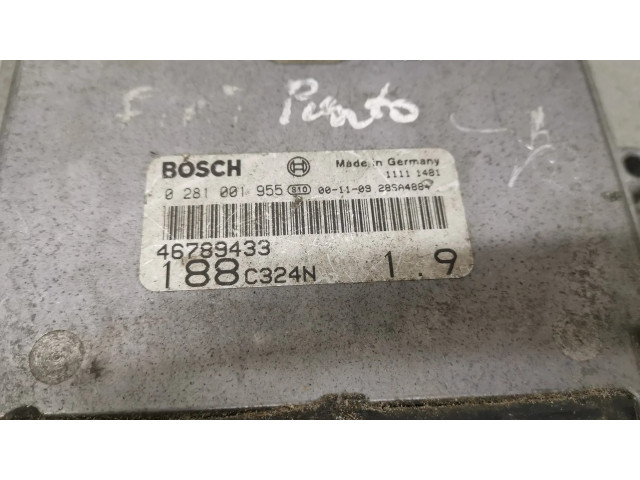 Punto
BOSCH Made in Germany
1111 1481
0 281 001 955 S10 00-11-09 28SA4884
46789433
188 C324N 1.9